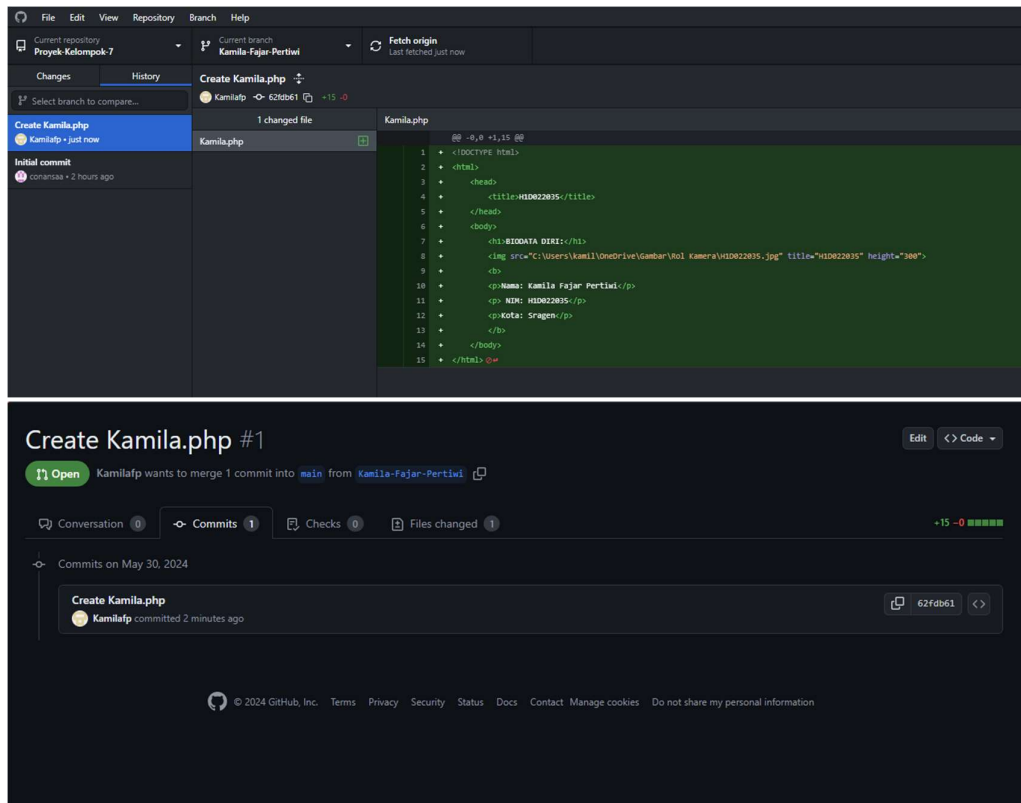 File Edit View Repository Branch Help
Current repository
Proyek-Kelompok-7
Current branch
Kamila-Fajar-Pertiwi
Fetch origin
Last fetched just now
Changes History
Select branch to compare...
Create Kamila.php
Kamilafp • just now
Initial commit
conansaa • 2 hours ago
Create Kamila.php
Kamilafp 62fdb61 +15 -0
1 changed file
Kamila.php
Kamila.php
@@ -0,0 +1,15 @@
1 + <!DOCTYPE html>
2 + <html>
3 + <head>
4 + <title>H1D022035</title>
5 + </head>
6 + <body>
7 + <h1>BIODATA DIRI:</h1>
8 + <img src="C:\Users\kamil\OneDrive\Gambar\Rol Kamera\H1D022035.jpg" title="H1D022035" height="300">
9 + <b>
10 + <p>Nama: Kamila Fajar Pertiwi</p>
11 + <p> NIM: H1D022035</p>
12 + <p>Kota: Sragen</p>
13 + </b>
14 + </body>
15 + </html>
Create Kamila.php #1
Edit <> Code
Open Kamilafp wants to merge 1 commit into main from Kamila-Fajar-Pertiwi
Conversation 0 Commits 1 Checks 0 Files changed 1 +15 −0
Commits on May 30, 2024
Create Kamila.php
Kamilafp committed 2 minutes ago
62fdb61 <>
© 2024 GitHub, Inc. Terms Privacy Security Status Docs Contact Manage cookies Do not share my personal information